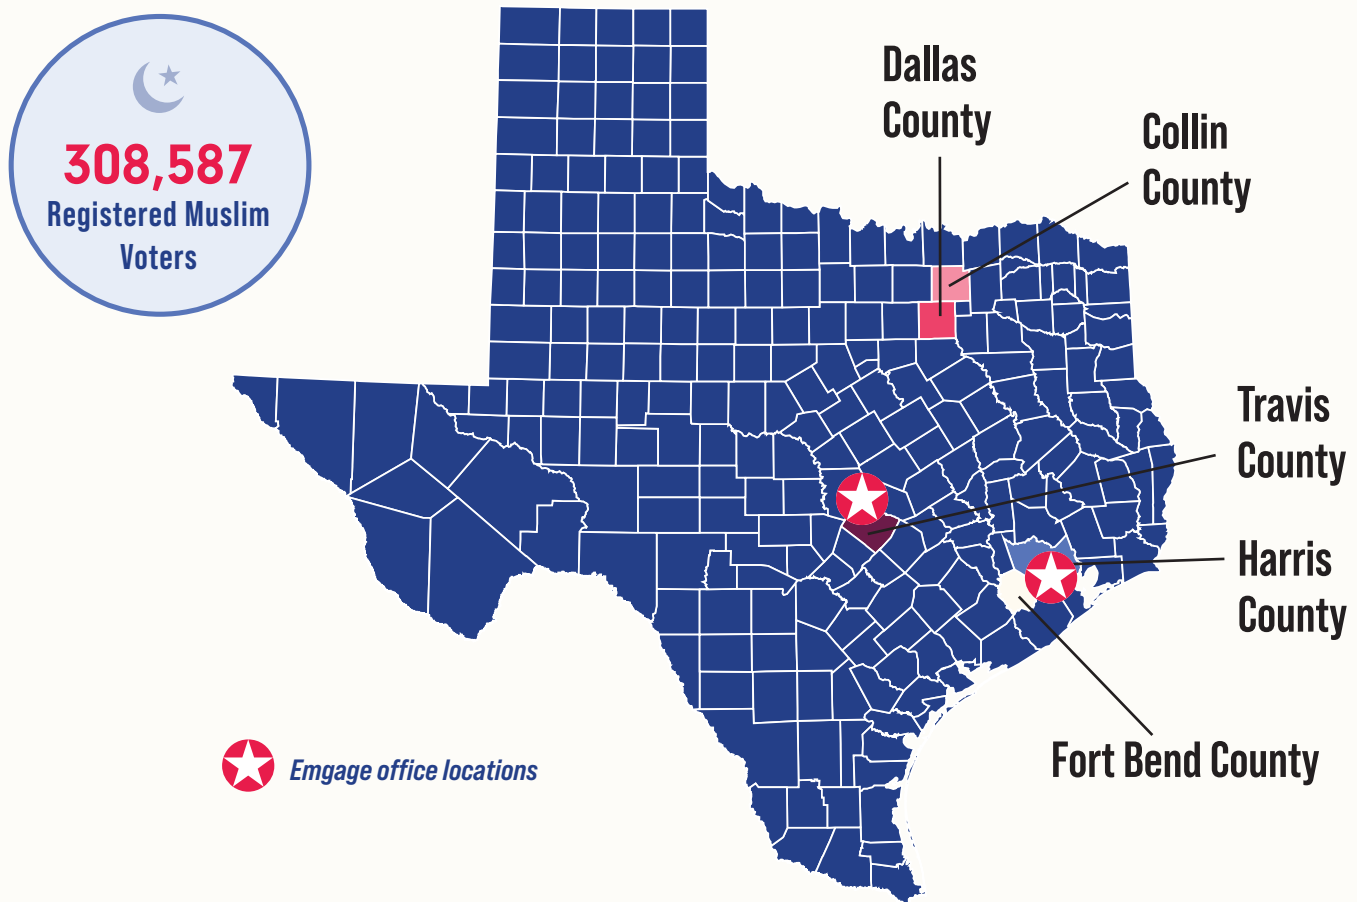 308,587
Registered Muslim
Voters
Dallas
County
Collin
County
Travis
County
Harris
County
Fort Bend County
Emgage office locations